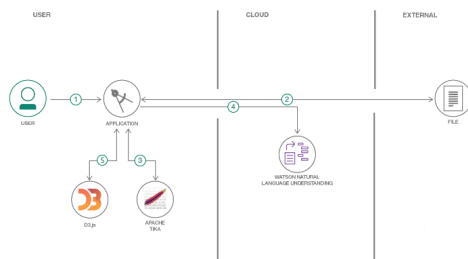 USER
CLOUD
EXTERNAL
1
2
4
USER
APPLICATION
FILE
5
3
WATSON NATURAL
LANGUAGE UNDERSTANDING
D3
D3.js
APACHE
TIKA